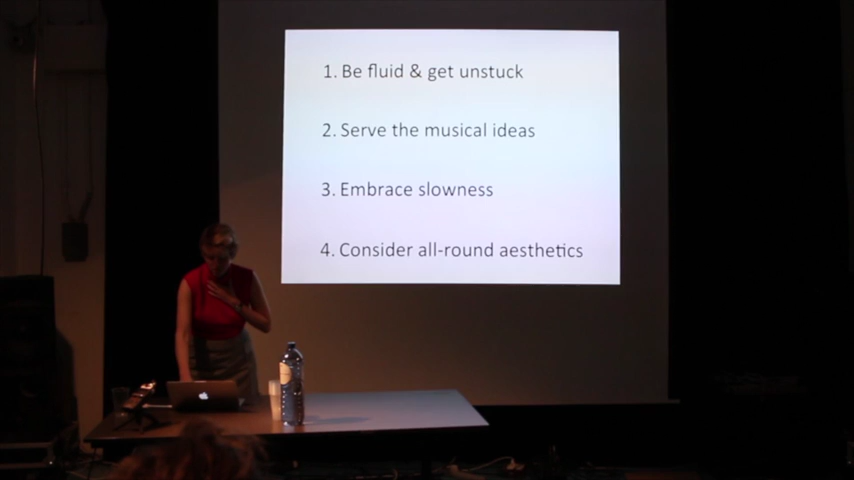 1. Be fluid & get unstuck
2. Serve the musical ideas
3. Embrace slowness
4. Consider all-round aesthetics